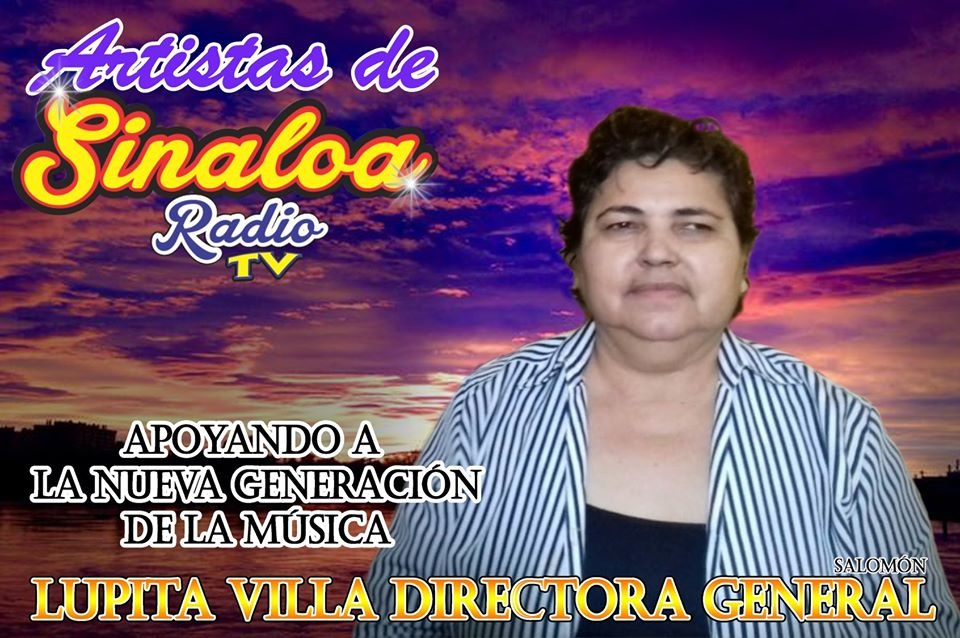 Artistas de
Sinaloa
Radio
TV
APOYANDO A
LA NUEVA GENERACIÓN
DE LA MÚSICA
SALOMÓN
LUPITA VILLA DIRECTORA GENERAL